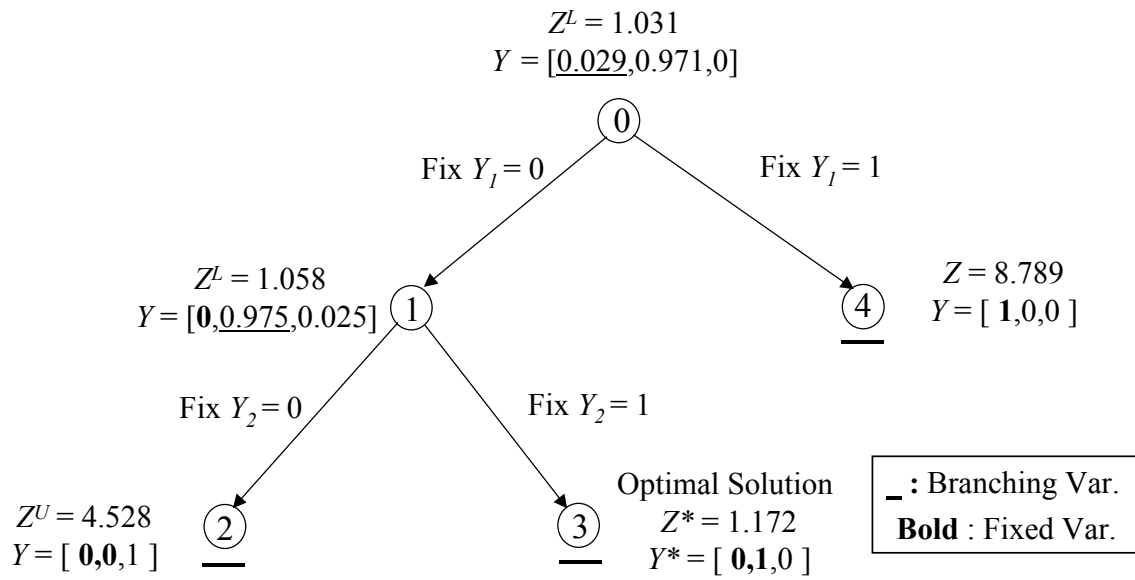 Z^L = 1.031
Y = [0.029,0.971,0]
0
Fix Y_1 = 0
Fix Y_1 = 1
Z^L = 1.058
Y = [0,0.975,0.025]
1
4
Z = 8.789
Y = [ 1,0,0 ]
Fix Y_2 = 0
Fix Y_2 = 1
Z^U = 4.528
Y = [ 0,0,1 ]
2
3
Optimal Solution
Z* = 1.172
Y* = [ 0,1,0 ]
_ : Branching Var.
Bold : Fixed Var.